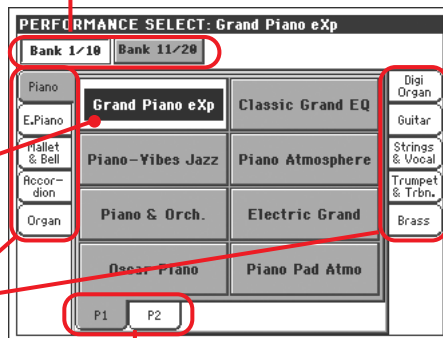 PERFORMANCE SELECT: Grand Piano eXp
Bank 1/10 Bank 11/20
Piano
E.Piano
Mallet
& Bell
Accor-
dion
Organ
Grand Piano eXp Classic Grand EQ
Piano-Vibes Jazz Piano Atmosphere
Piano & Orch. Electric Grand
Oscar Piano Piano Pad Atmo
Digi
Organ
Guitar
Strings
& Vocal
Trumpet
& Trbn.
Brass
P1 P2